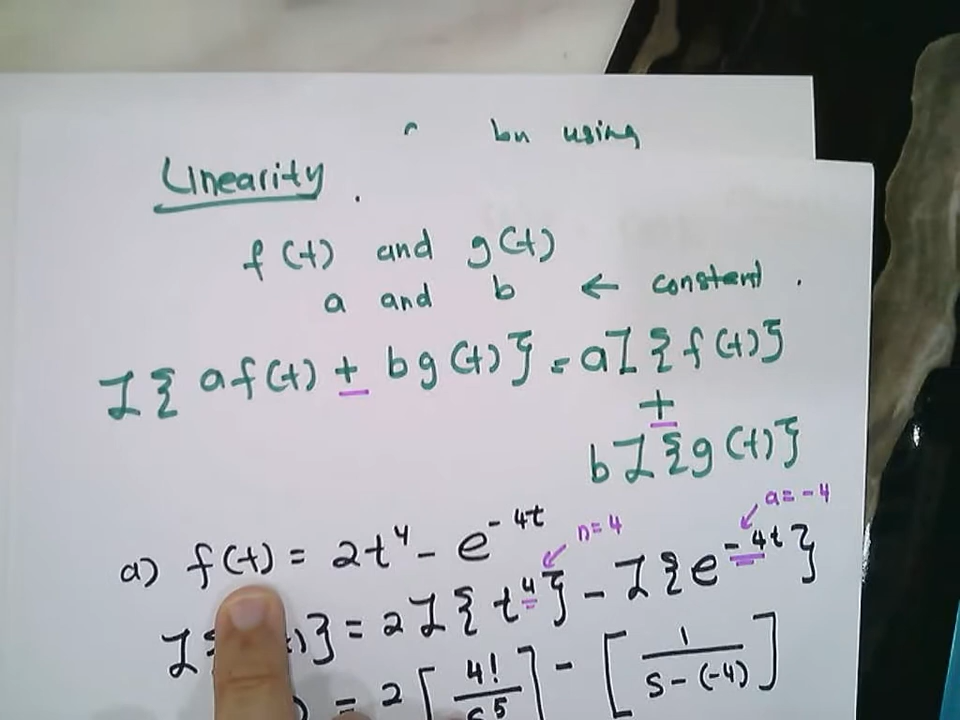 bn using
Linearity.
f(t) and g(t)
a and b ← constant.
L{af(t) + bg(t)} = aL{f(t)}
+
bL{g(t)}
a = -4
n = 4
a) f(t) = 2t⁴ - e^-4t
L{ t)} = 2L{t⁴} - L{e^-4t}
) = 2[4!/s⁵] - [1/s-(-4)]